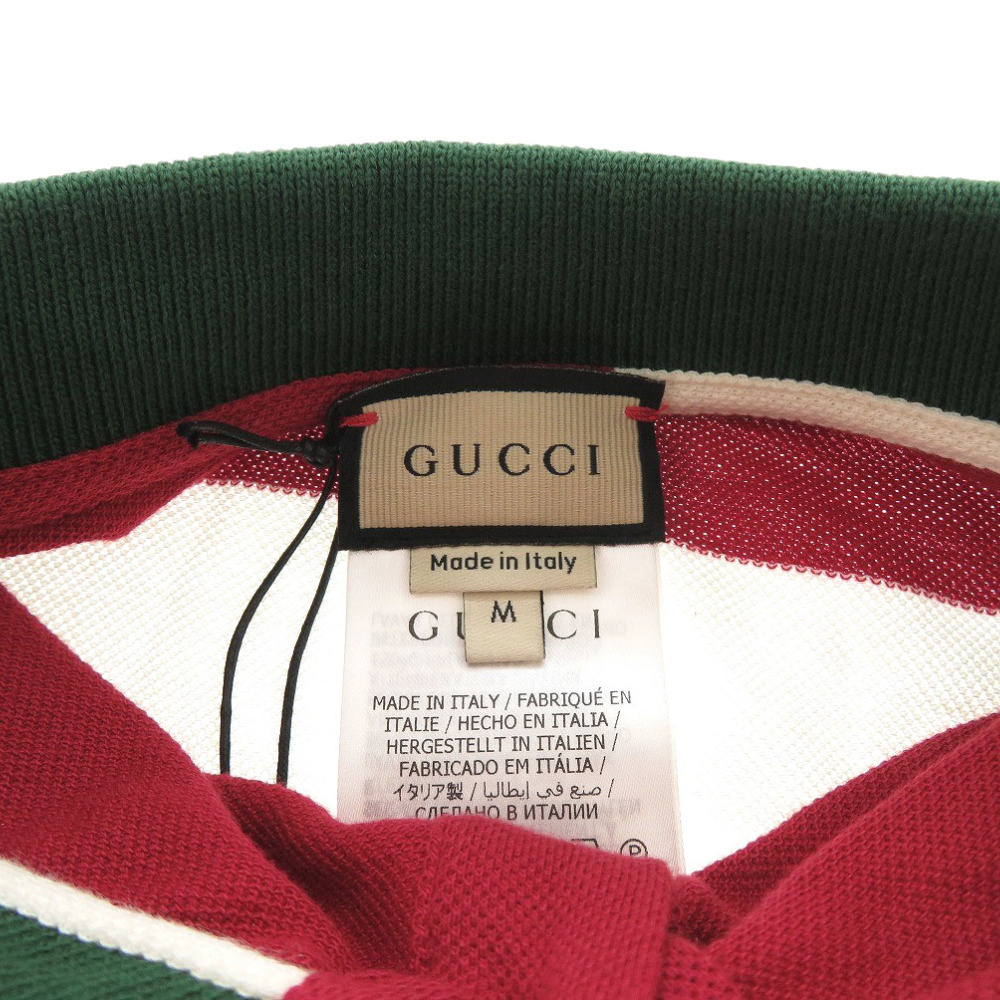 GUCCI
Made in Italy
M
MADE IN ITALY / FABRIQUÉ EN
ITALIE / HECHO EN ITALIA /
HERGESTELLT IN ITALIEN /
FABRICADO EM ITÁLIA /
イタリア製 / صنع في إيطاليا /
СДЕЛАНО В ИТАЛИИ
P